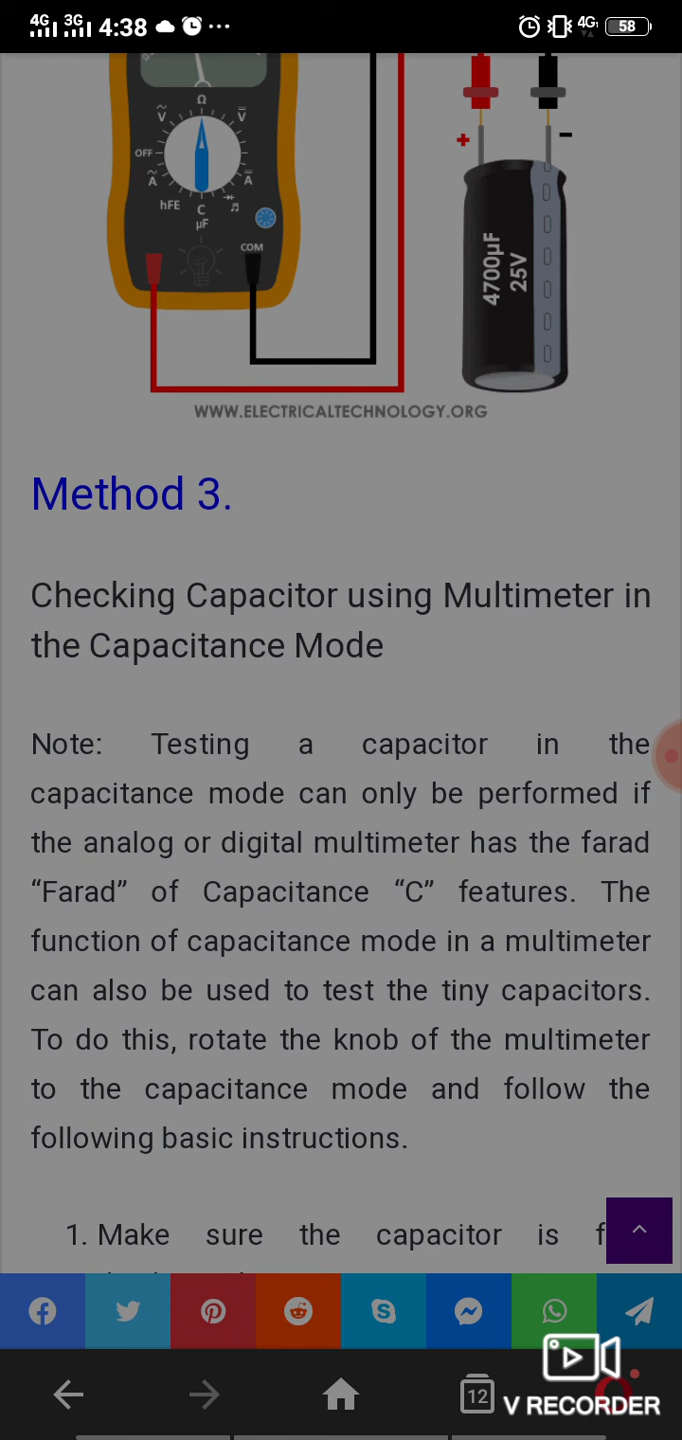 4G 3G 4:38 ... 4G 58
Ω
V V
OFF
A A
hFE C
µF
COM
+ -
4700µF
25V
WWW.ELECTRICALTECHNOLOGY.ORG
Method 3.
Checking Capacitor using Multimeter in
the Capacitance Mode
Note: Testing a capacitor in the
capacitance mode can only be performed if
the analog or digital multimeter has the farad
“Farad” of Capacitance “C” features. The
function of capacitance mode in a multimeter
can also be used to test the tiny capacitors.
To do this, rotate the knob of the multimeter
to the capacitance mode and follow the
following basic instructions.
1. Make sure the capacitor is
12
V RECORDER